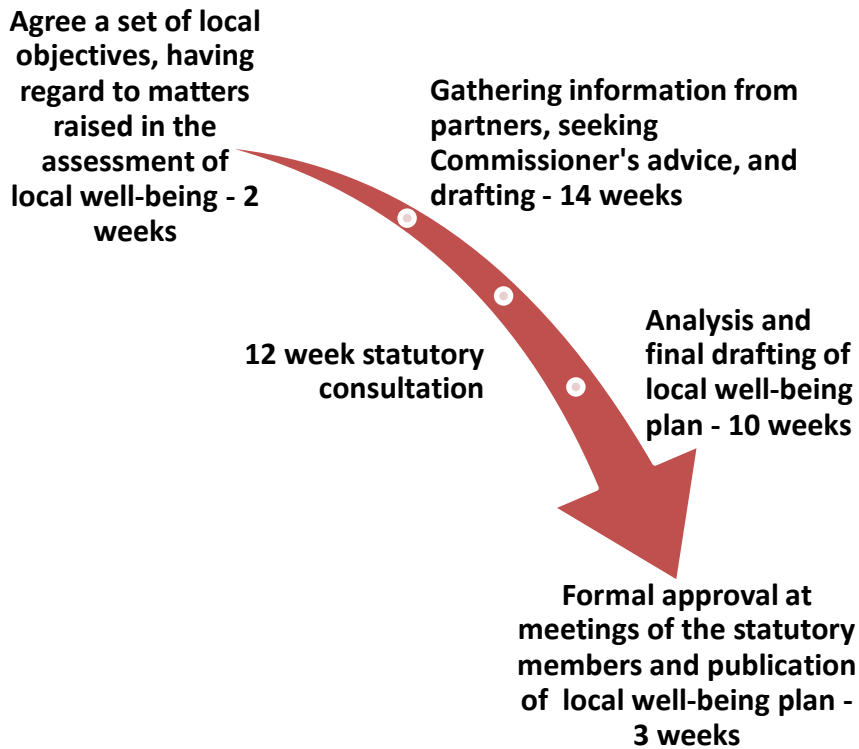 Agree a set of local
objectives, having
regard to matters
raised in the
assessment of
local well-being - 2
weeks
Gathering information from
partners, seeking
Commissioner's advice, and
drafting - 14 weeks
12 week statutory
consultation
Analysis and
final drafting of
local well-being
plan - 10 weeks
Formal approval at
meetings of the statutory
members and publication
of  local well-being plan -
3 weeks